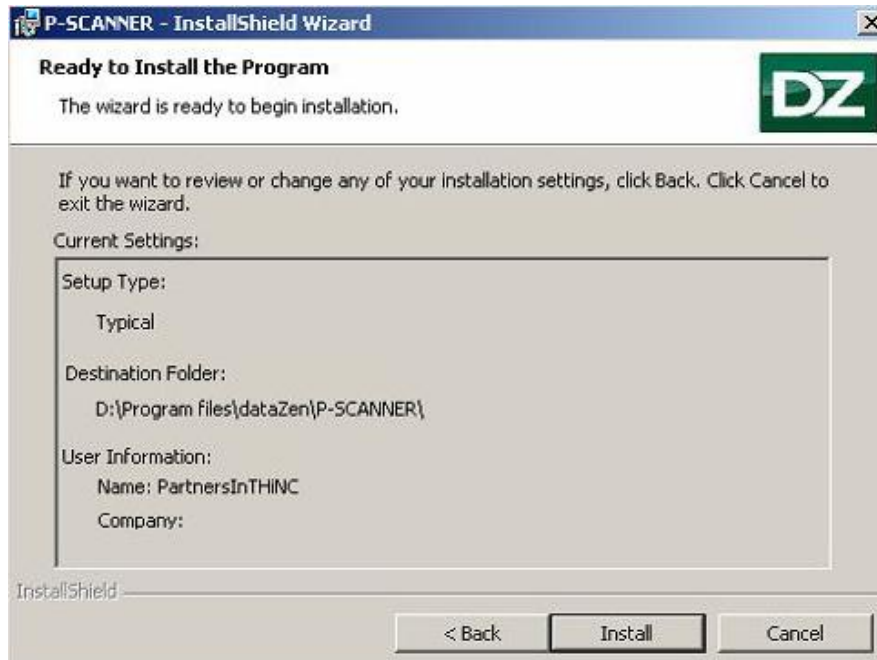 P-SCANNER - InstallShield Wizard
Ready to Install the Program
The wizard is ready to begin installation.
DZ
If you want to review or change any of your installation settings, click Back. Click Cancel to
exit the wizard.
Current Settings:
Setup Type:
Typical
Destination Folder:
D:\Program files\dataZen\P-SCANNER\
User Information:
Name: PartnersInTHiNC
Company:
InstallShield
< Back
Install
Cancel